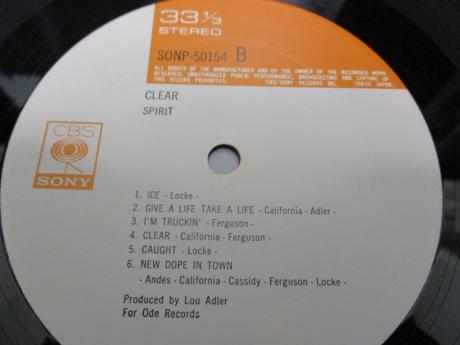 33 1/3
STEREO
SONP-50154 B
ALL RIGHTS OF THE MANUFACTURER AND OF THE OWNER OF THE RECORDED WORK
RESERVED. UNAUTHORIZED PUBLIC PERFORMANCE, BROADCASTING AND COPYING OF
THIS RECORD PROHIBITED. CBS/SONY RECORDS INC. TOKYO JAPAN.
CLEAR
SPIRIT
CBS
SONY
1. ICE - Locke -
2. GIVE A LIFE TAKE A LIFE - California - Adler -
3. I'M TRUCKIN' - Ferguson -
4. CLEAR - California - Ferguson -
5. CAUGHT - Locke -
6. NEW DOPE IN TOWN
- Andes - California - Cassidy - Ferguson - Locke -
Produced by Lou Adler
For Ode Records